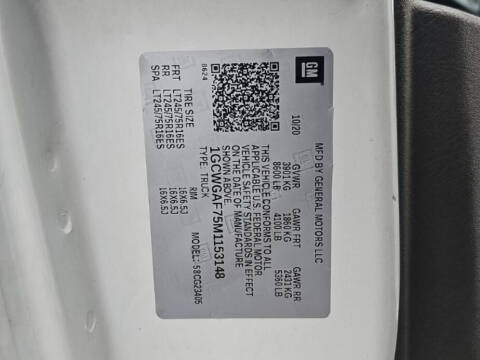 GM
MFD BY GENERAL MOTORS LLC
10/20
GVWR GAWR FRT GAWR RR
3901 KG 1860 KG 2431 KG
8600 LB 4100 LB 5360 LB
THIS VEHICLE CONFORMS TO ALL
APPLICABLE U.S. FEDERAL MOTOR
VEHICLE SAFETY STANDARDS IN EFFECT
ON THE DATE OF MANUFACTURE
SHOWN ABOVE.
1GCWGAF75M1153148
TYPE: TRUCK MODEL: 58CG23405
8624
TIRE SIZE RIM
FRT LT245/75R16ES 16X6.5J
RR LT245/75R16ES 16X6.5J
SPA LT245/75R16ES 16X6.5J